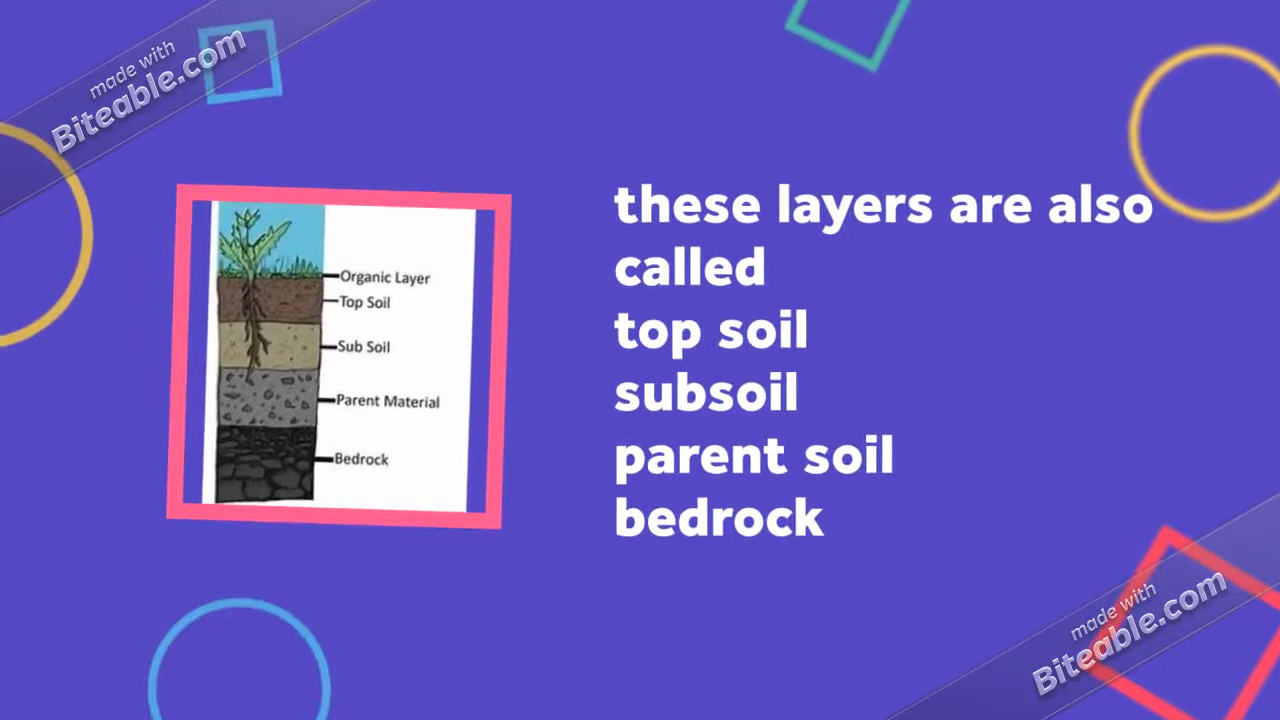 made with
Biteable.com
these layers are also
called
top soil
subsoil
parent soil
bedrock
Organic Layer
Top Soil
Sub Soil
Parent Material
Bedrock
made with
Biteable.com